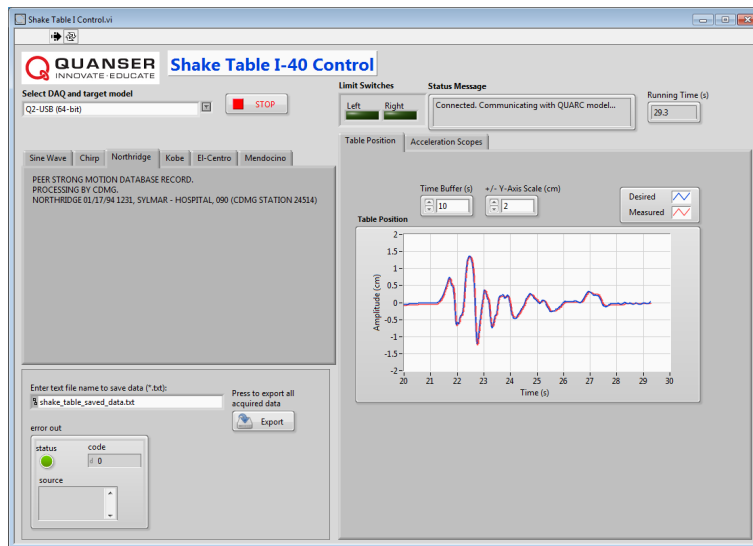 Shake Table I Control.vi
QUANSER
INNOVATE·EDUCATE
Shake Table I-40 Control
Select DAQ and target model
Q2-USB (64-bit)
STOP
Limit Switches
Left Right
Status Message
Connected. Communicating with QUARC model...
Running Time (s)
29.3
Sine Wave Chirp Northridge Kobe El-Centro Mendocino
PEER STRONG MOTION DATABASE RECORD.
PROCESSING BY CDMG.
NORTHRIDGE 01/17/94 1231, SYLMAR - HOSPITAL, 090 (CDMG STATION 24514)
Table Position Acceleration Scopes
Time Buffer (s) +/- Y-Axis Scale (cm)
10 2
Desired
Measured
Table Position
2-
1.5-
1-
0.5-
0-
-0.5-
-1-
-1.5-
-2-
Amplitude (cm)
20 21 22 23 24 25 26 27 28 29 30
Time (s)
Enter text file name to save data (*.txt):
shake_table_saved_data.txt
Press to export all
acquired data
Export
error out
status code
d 0
source